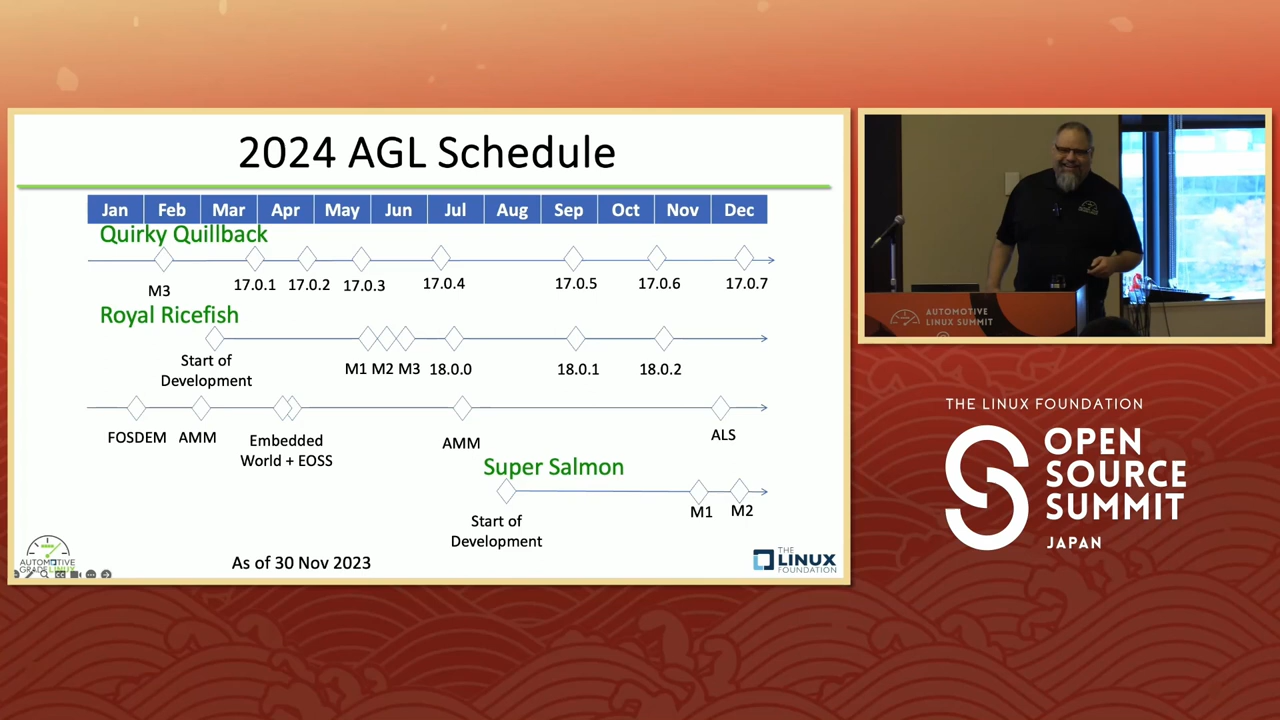 2024 AGL Schedule
Jan Feb Mar Apr May Jun Jul Aug Sep Oct Nov Dec
Quirky Quillback
M3 17.0.1 17.0.2 17.0.3 17.0.4 17.0.5 17.0.6 17.0.7
Royal Ricefish
Start of
Development
M1 M2 M3 18.0.0 18.0.1 18.0.2
FOSDEM AMM
Embedded
World + EOSS
AMM
ALS
Super Salmon
Start of
Development
M1 M2
AUTOMOTIVE
GRADELINUX
As of 30 Nov 2023
THE
LINUX
FOUNDATION
AUTOMOTIVE
LINUX SUMMIT
THE LINUX FOUNDATION
OPEN
SOURCE
SUMMIT
JAPAN